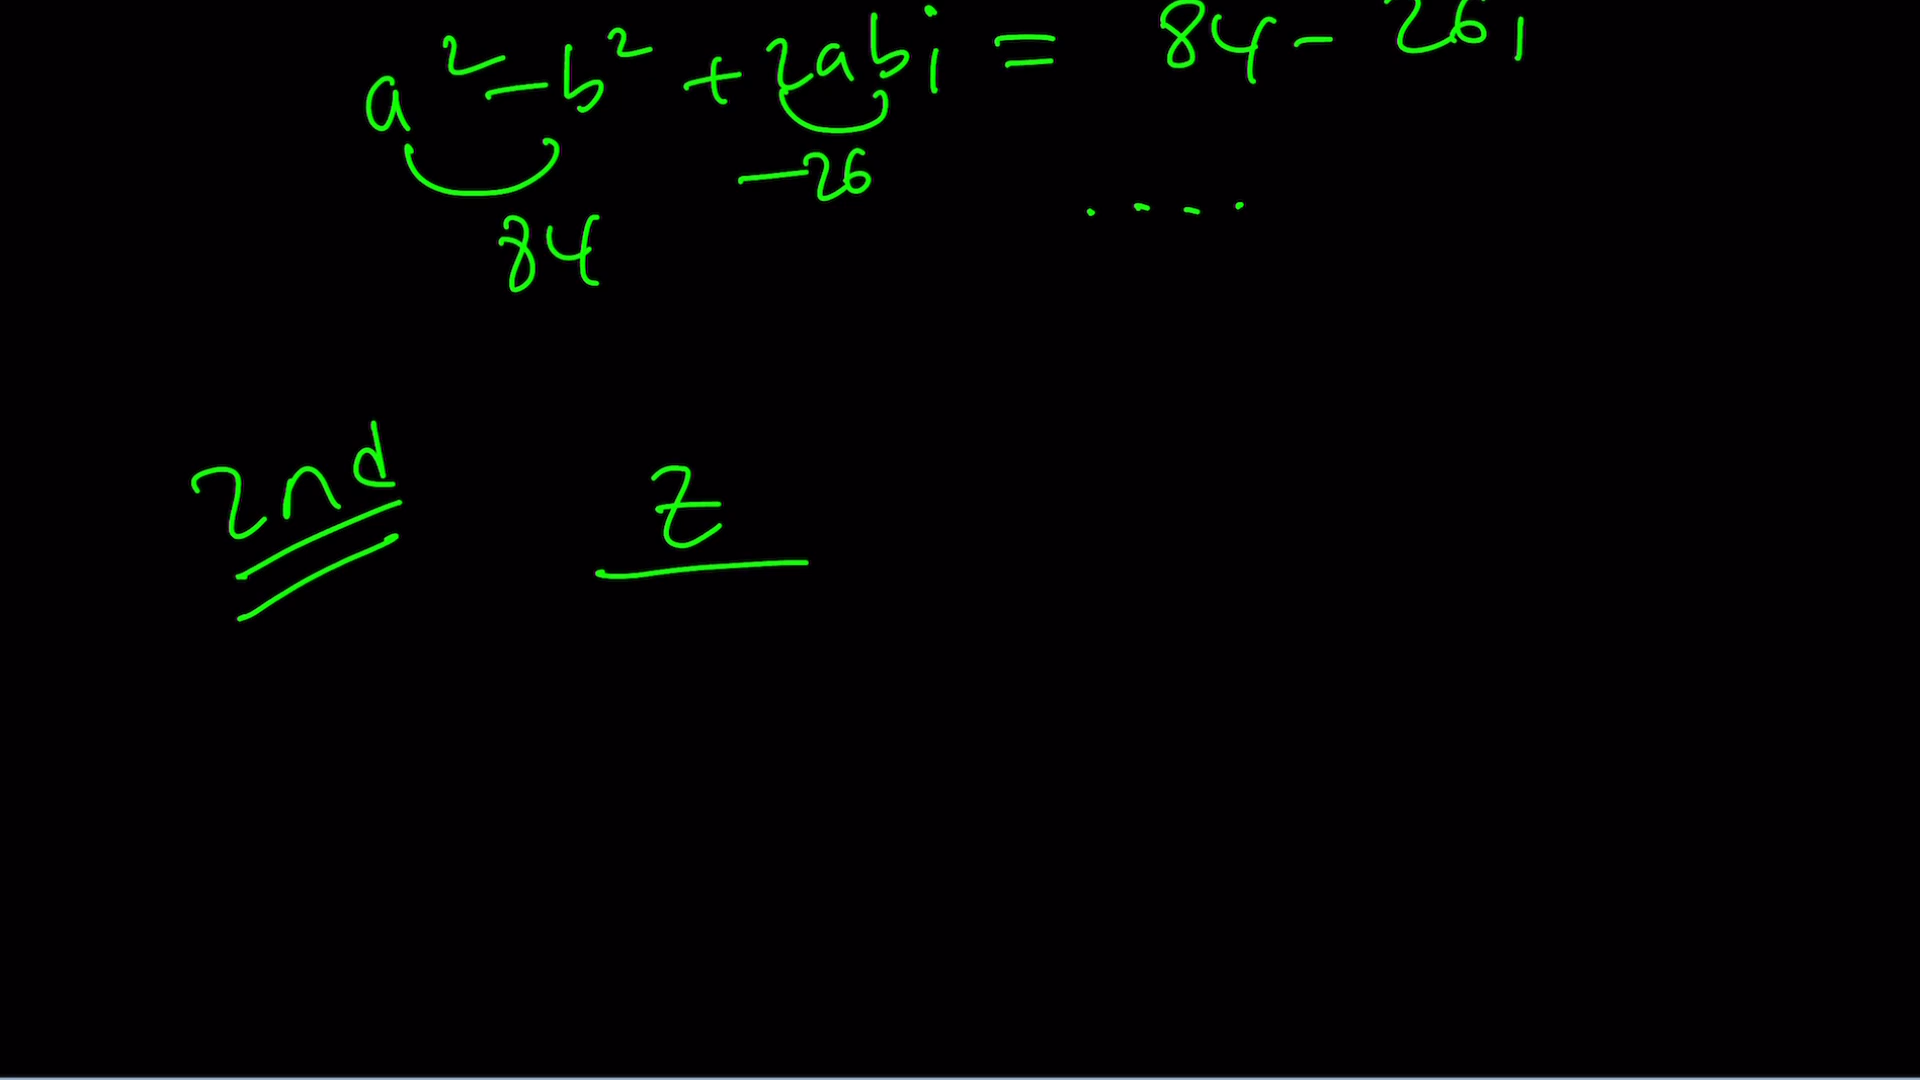 a² - b² + 2abi = 84 - 26i
-26
84
....
2nd z